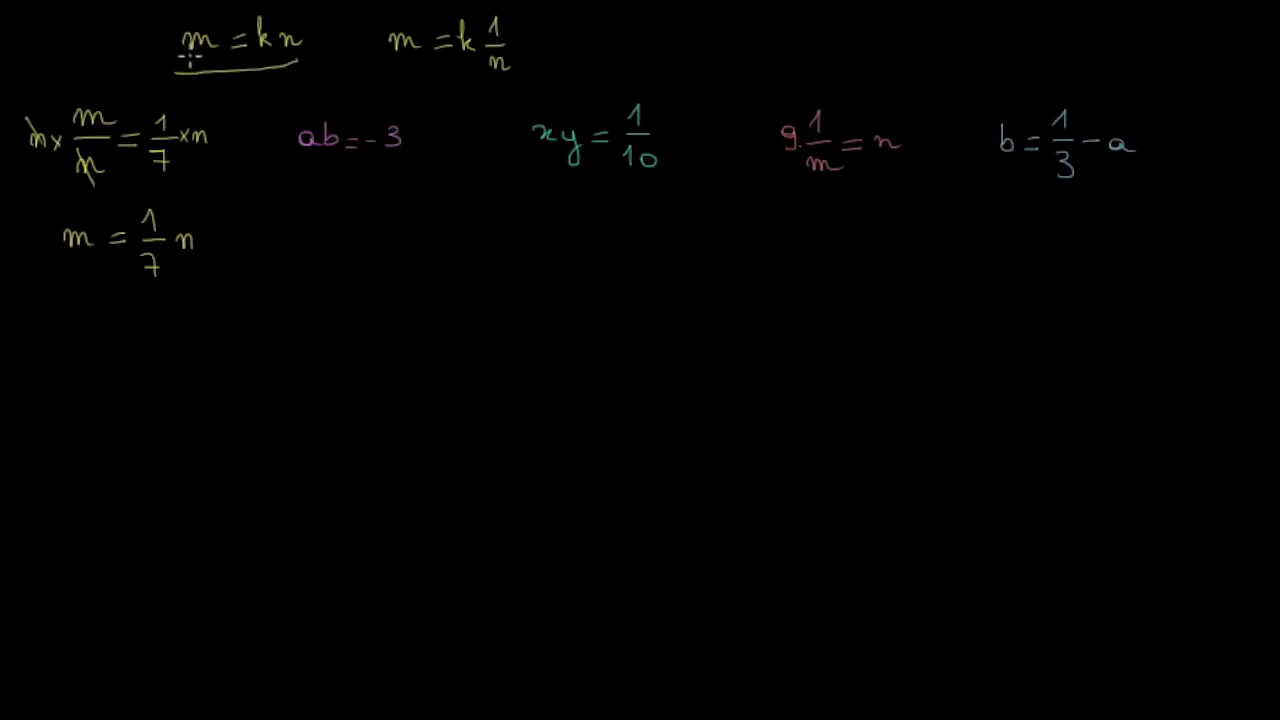 m = k n    m = k 1/n
n × m/n = 1/7 × n    ab = -3    xy = 1/10    9 · 1/m = n    b = 1/3 - a
m = 1/7 n